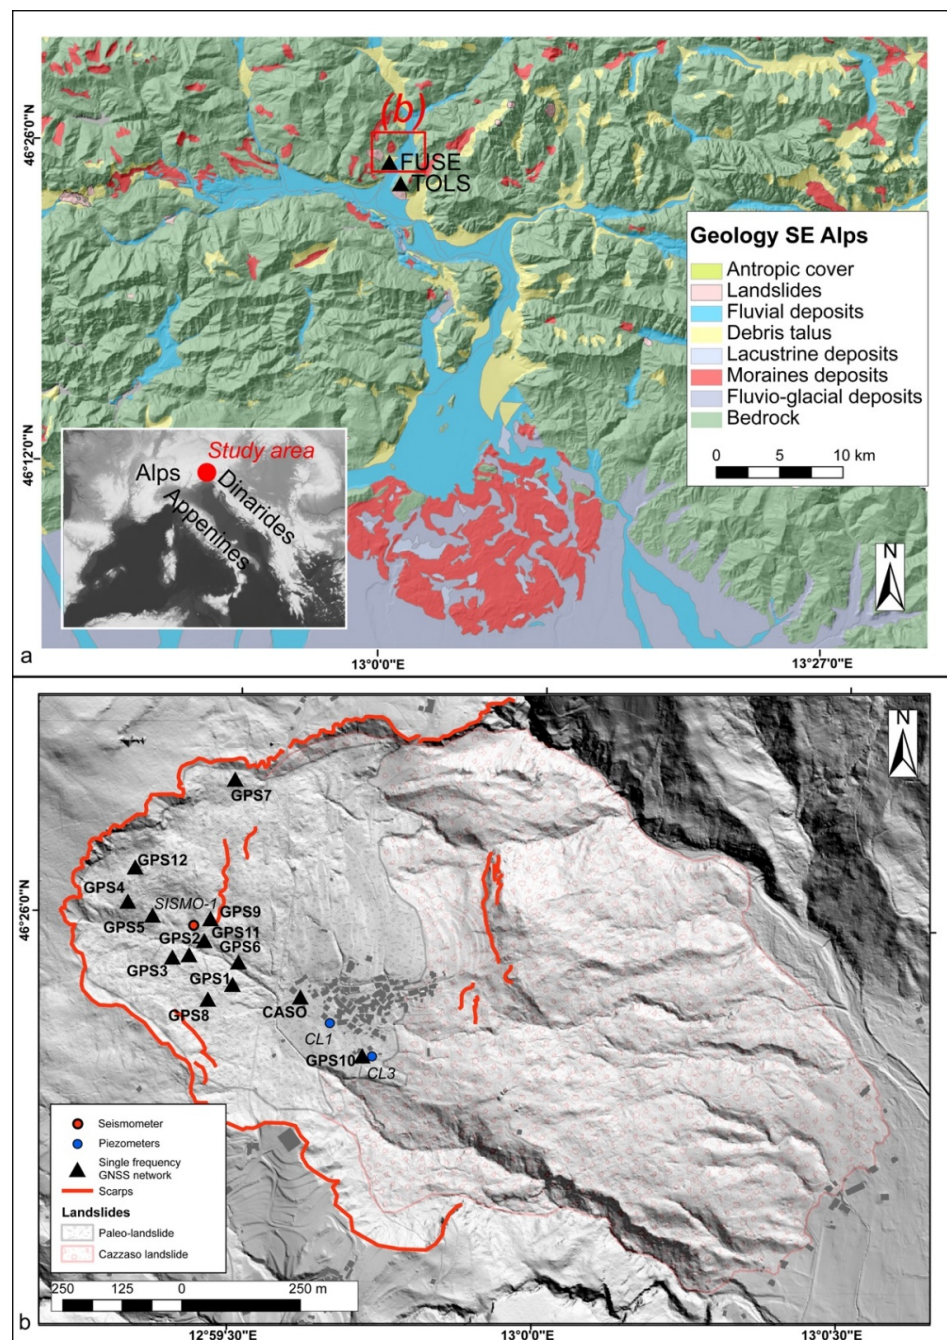 (b)
46°26'0"N
FUSE
TOLS
Geology SE Alps
Antropic cover
Landslides
Fluvial deposits
Debris talus
Lacustrine deposits
Moraines deposits
Fluvio-glacial deposits
Bedrock
0 5 10 km
46°12'0"N
Study area
Alps
Dinarides
Appenines
N
a
13°0'0"E 13°27'0"E
N
GPS7
GPS12
GPS4
SISMO-1
GPS9
GPS5
GPS11
GPS2
GPS6
GPS3
GPS1
GPS8
CASO
CL1
GPS10
CL3
46°26'0"N
Seismometer
Piezometers
Single frequency
GNSS network
Scarps
Landslides
Paleo-landslide
Cazzaso landslide
250 125 0 250 m
b
12°59'30"E 13°0'0"E 13°0'30"E